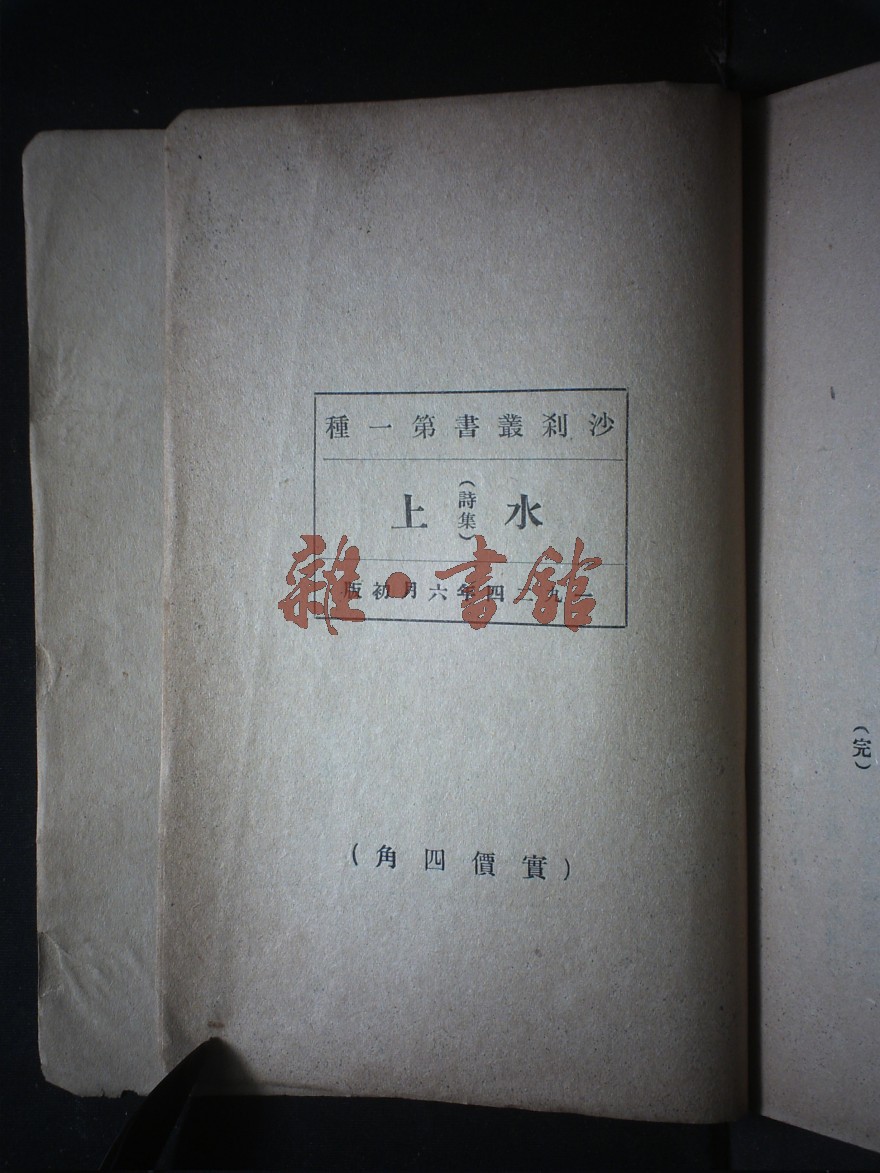 沙刹叢書第一種
水(詩集)上
一九二四年六月初版
(實價四角)
(完)
雜·書館